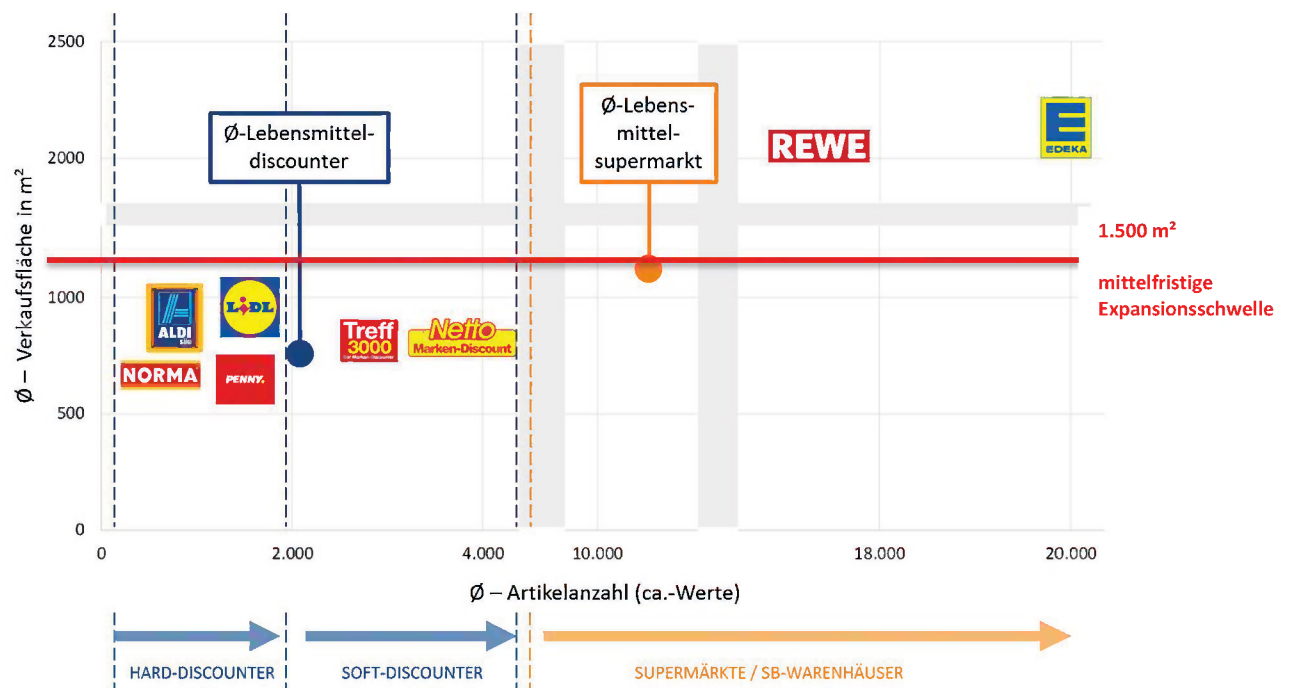 2500
2000
1000
500
0
Ø – Verkaufsfläche in m²
Ø-Lebensmittel-
discounter
Ø-Lebens-
mittel-
supermarkt
REWE
E
EDEKA
1.500 m²
mittelfristige
Expansionsschwelle
ALDI
SÜD
LIDL
NORMA
PENNY.
Treff
3000
Netto
Marken-Discount
0
2.000
4.000
10.000
18.000
20.000
Ø – Artikelanzahl (ca.-Werte)
HARD-DISCOUNTER
SOFT-DISCOUNTER
SUPERMÄRKTE / SB-WARENHÄUSER